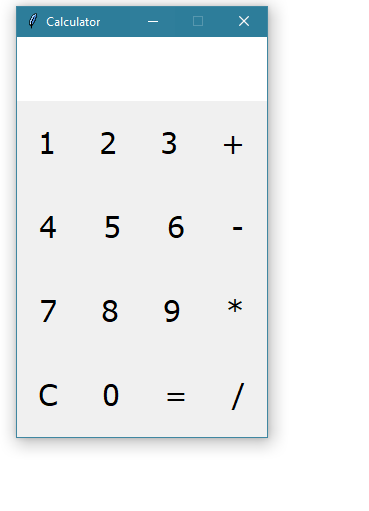 Calculator
1 2 3 +
4 5 6 -
7 8 9 *
C 0 = /